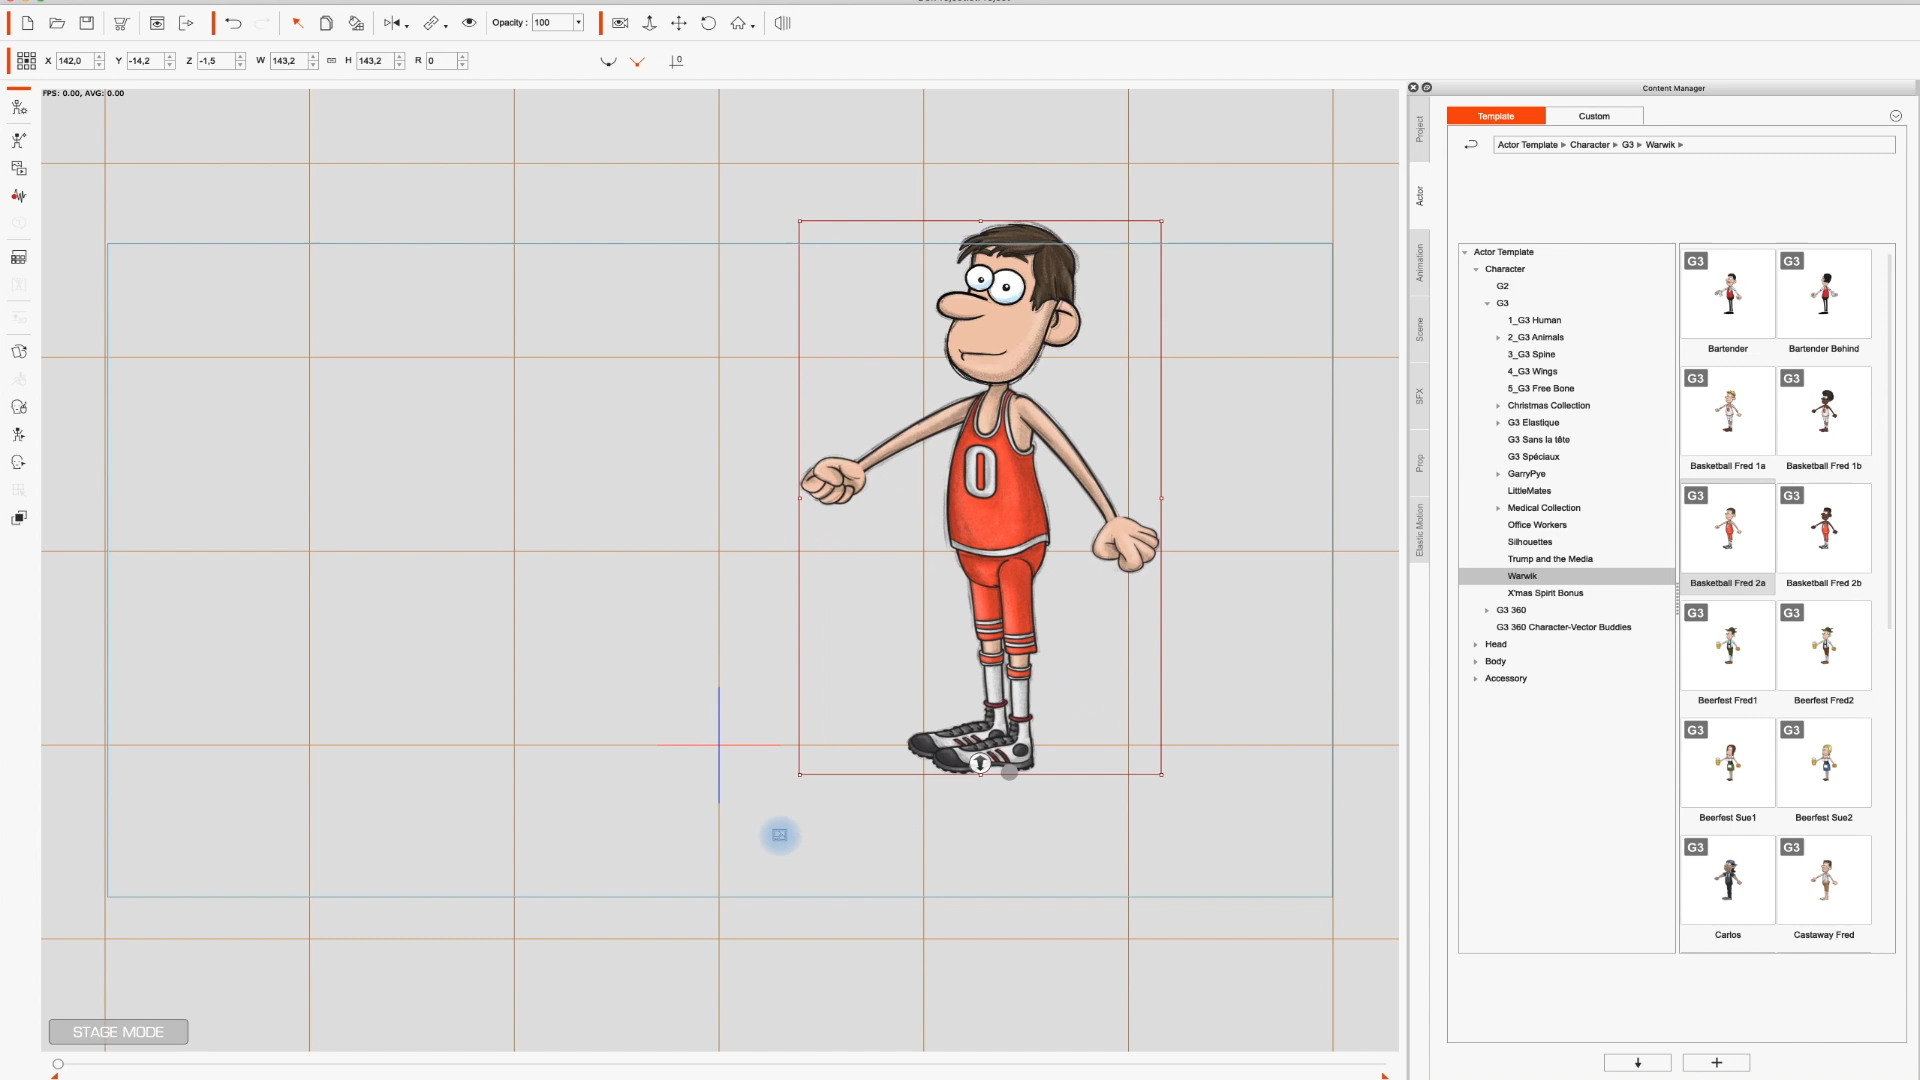 Opacity : 100
X 142,0 Y -14,2 Z -1,5 W 143,2 H 143,2 R 0
FPS: 0.00, AVG: 0.00
0
STAGE MODE
Content Manager
Project
Actor
Animation
Scene
SFX
Prop
Elastic Motion
Template Custom
Actor Template Character G3 Warwik
Actor Template
Character
G2
G3
1_G3 Human
2_G3 Animals
3_G3 Spine
4_G3 Wings
5_G3 Free Bone
Christmas Collection
G3 Elastique
G3 Sans la tête
G3 Spéciaux
GarryPye
LittleMates
Medical Collection
Office Workers
Silhouettes
Trump and the Media
Warwik
X'mas Spirit Bonus
G3 360
G3 360 Character-Vector Buddies
Head
Body
Accessory
G3 G3
Bartender Bartender Behind
G3 G3
Basketball Fred 1a Basketball Fred 1b
G3 G3
Basketball Fred 2a Basketball Fred 2b
G3 G3
Beerfest Fred1 Beerfest Fred2
G3 G3
Beerfest Sue1 Beerfest Sue2
G3 G3
Carlos Castaway Fred